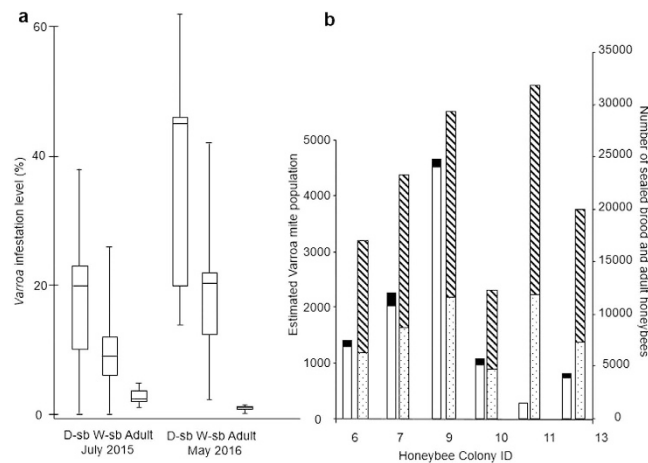 a
60
40
20
0
Varroa infestation level (%)
D-sb W-sb Adult
July 2015
D-sb W-sb Adult
May 2016
b
5000
4000
3000
2000
1000
0
Estimated Varroa mite population
35000
30000
25000
20000
15000
10000
5000
0
Number of sealed brood and adult honeybees
6 7 9 10 11 13
Honeybee Colony ID